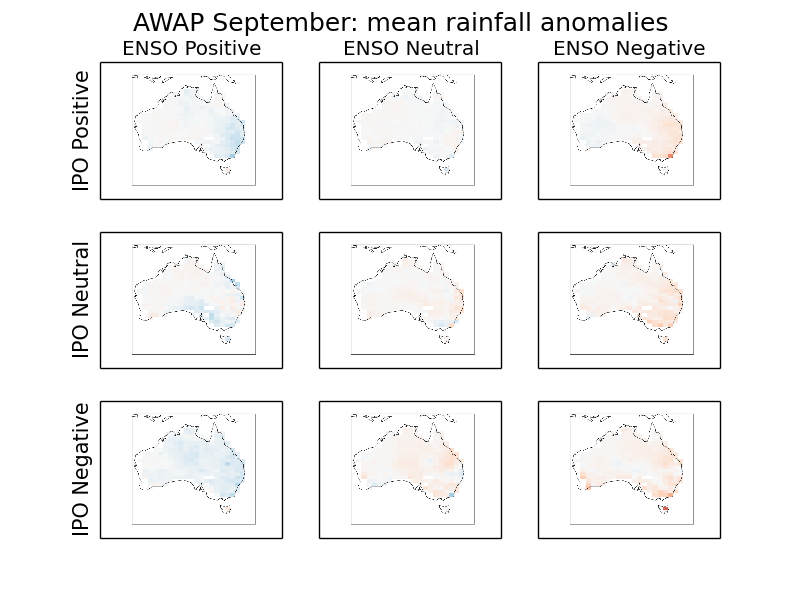 AWAP September: mean rainfall anomalies
ENSO Positive ENSO Neutral ENSO Negative
IPO Positive
IPO Neutral
IPO Negative